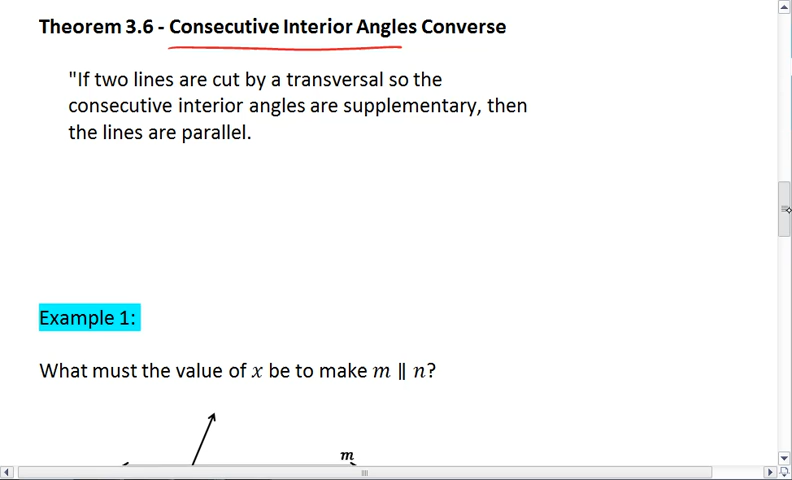 Theorem 3.6 - Consecutive Interior Angles Converse
"If two lines are cut by a transversal so the
consecutive interior angles are supplementary, then
the lines are parallel.
Example 1:
What must the value of x be to make m ∥ n?
m